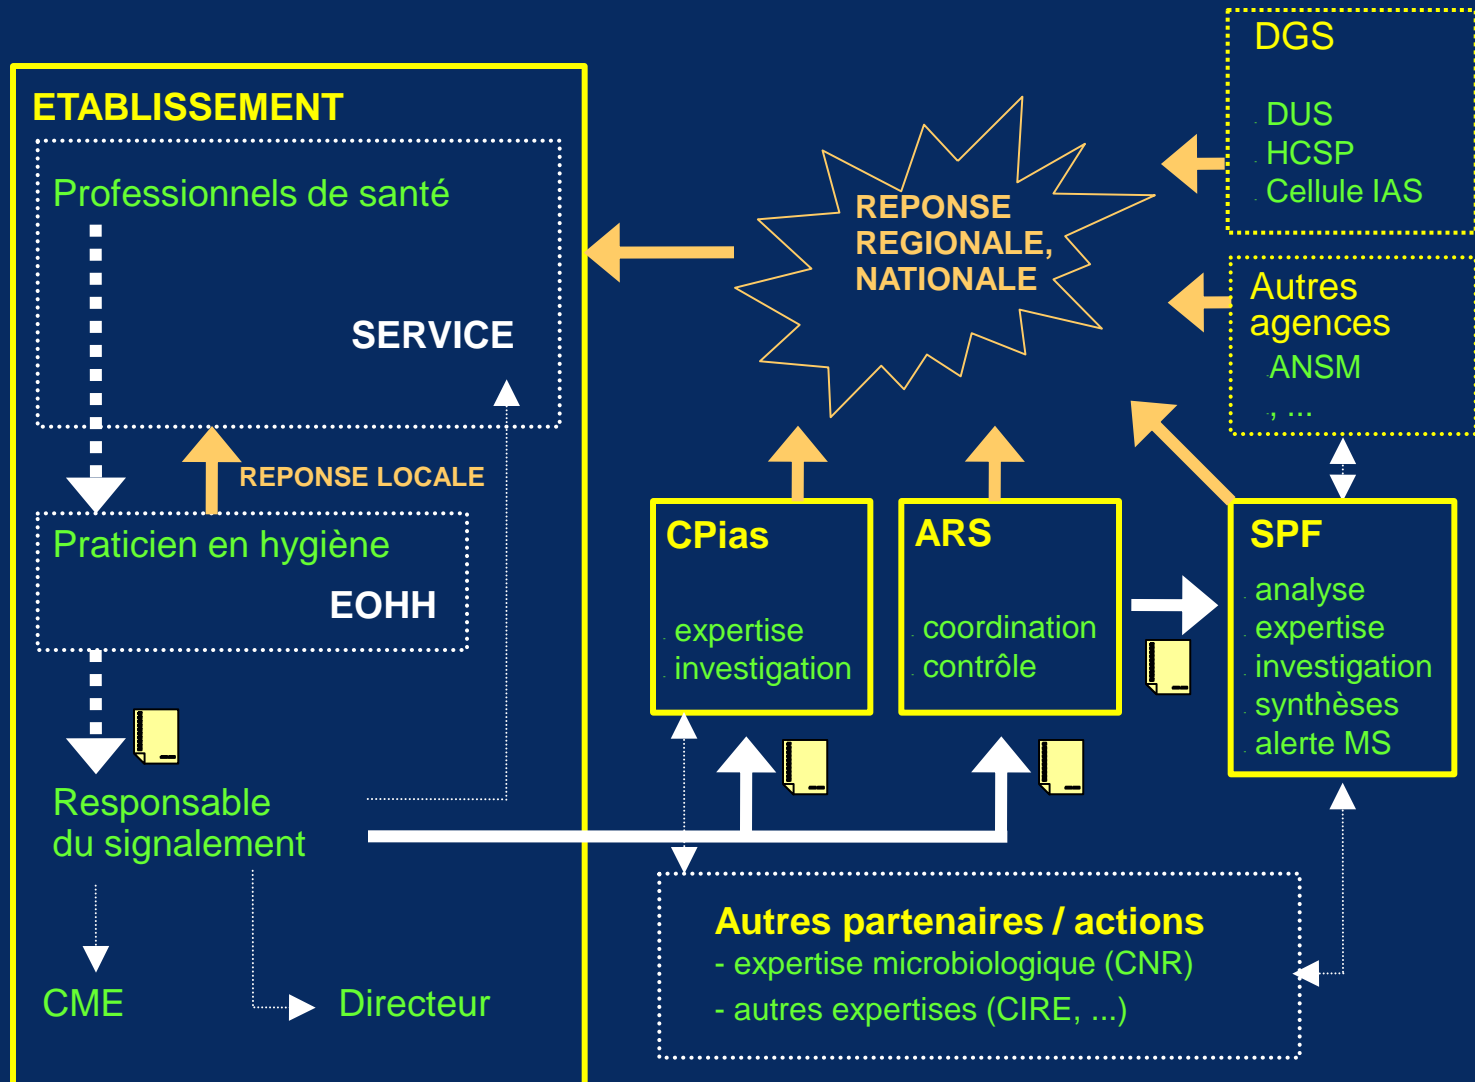 ETABLISSEMENT
Professionnels de santé
SERVICE
REPONSE LOCALE
Praticien en hygiène
EOHH
Responsable
du signalement
CME
Directeur
REPONSE
REGIONALE,
NATIONALE
DGS
. DUS
. HCSP
. Cellule IAS
Autres
agences
.ANSM
., ...
CPias
. expertise
. investigation
ARS
. coordination
. contrôle
SPF
. analyse
. expertise
. investigation
. synthèses
. alerte MS
Autres partenaires / actions
- expertise microbiologique (CNR)
- autres expertises (CIRE, ...)